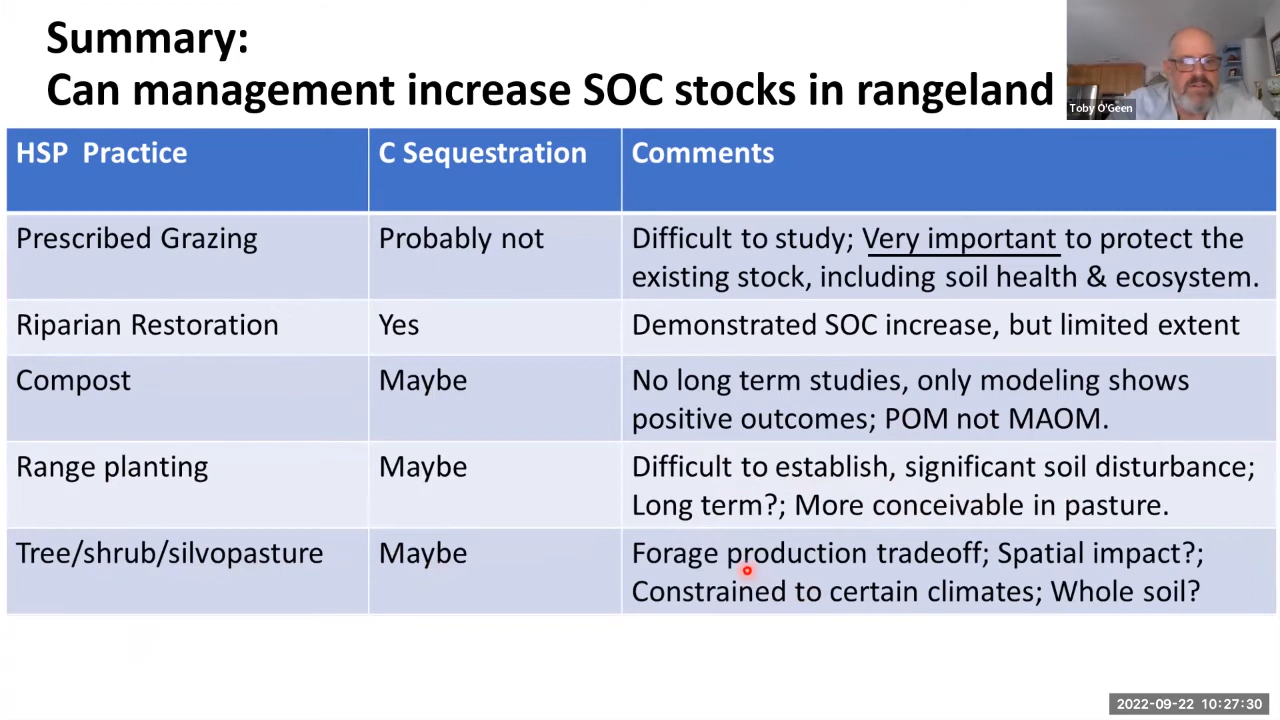 Summary:
Can management increase SOC stocks in rangeland
Toby O'Geen
HSP Practice
C Sequestration
Comments
Prescribed Grazing
Probably not
Difficult to study; Very important to protect the
existing stock, including soil health & ecosystem.
Riparian Restoration
Yes
Demonstrated SOC increase, but limited extent
Compost
Maybe
No long term studies, only modeling shows
positive outcomes; POM not MAOM.
Range planting
Maybe
Difficult to establish, significant soil disturbance;
Long term?; More conceivable in pasture.
Tree/shrub/silvopasture
Maybe
Forage production tradeoff; Spatial impact?;
Constrained to certain climates; Whole soil?
2022-09-22 10:27:30